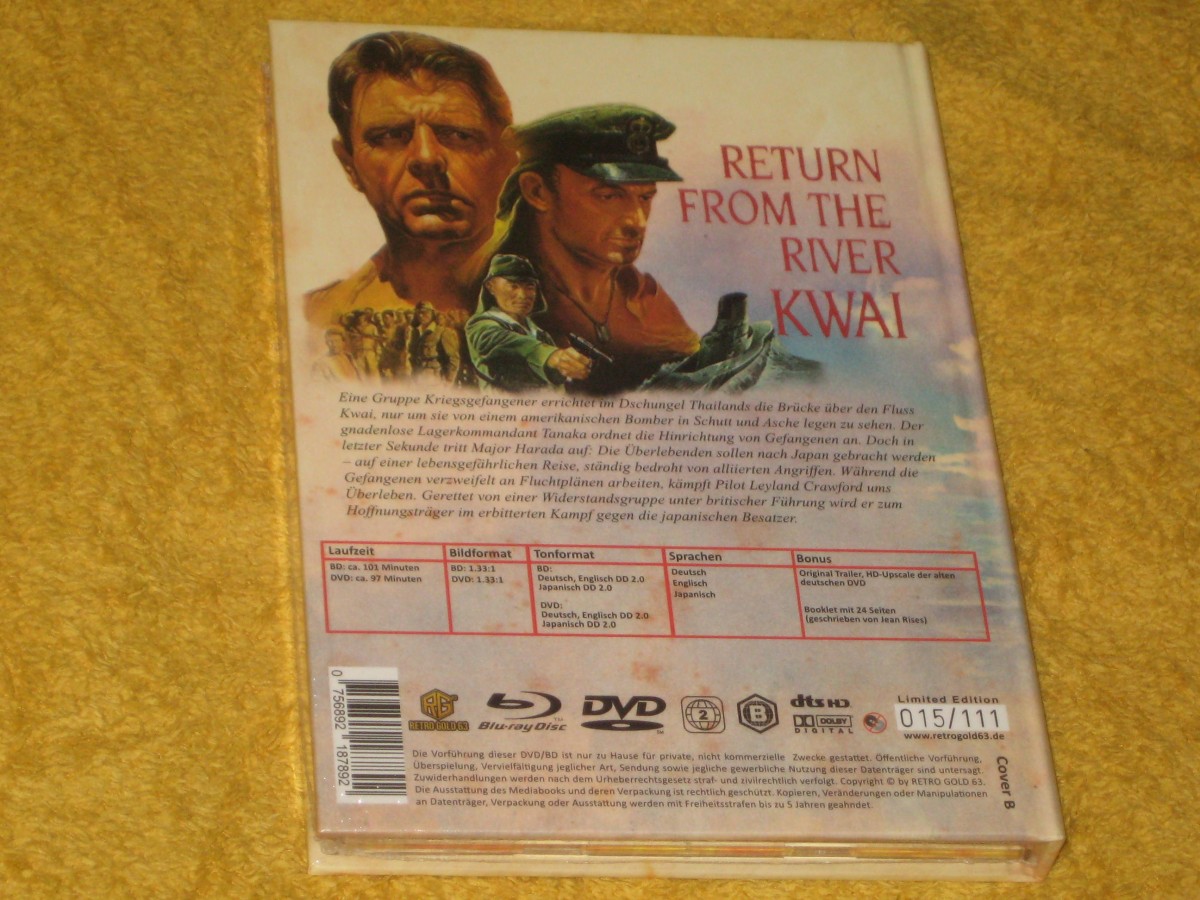 RETURN
FROM THE
RIVER
KWAI
Eine Gruppe Kriegsgefangener errichtet im Dschungel Thailands die Brücke über den Fluss
Kwai, nur um sie von einem amerikanischen Bomber in Schutt und Asche legen zu sehen. Der
gnadenlose Lagerkommandant Tanaka ordnet die Hinrichtung von Gefangenen an. Doch in
letzter Sekunde tritt Major Harada auf: Die Überlebenden sollen nach Japan gebracht werden
– auf einer lebensgefährlichen Reise, ständig bedroht von alliierten Angriffen. Während die
Gefangenen verzweifelt an Fluchtplänen arbeiten, kämpft Pilot Leyland Crawford ums
Überleben. Gerettet von einer Widerstandsgruppe unter britischer Führung wird er zum
Hoffnungsträger im erbitterten Kampf gegen die japanischen Besatzer.
Laufzeit
BD: ca. 101 Minuten
DVD: ca. 97 Minuten
Bildformat
BD: 1.33:1
DVD: 1.33:1
Tonformat
BD:
Deutsch, Englisch DD 2.0
Japanisch DD 2.0
DVD:
Deutsch, Englisch DD 2.0
Japanisch DD 2.0
Sprachen
Deutsch
Englisch
Japanisch
Bonus
Original Trailer, HD-Upscale der alten
deutschen DVD
Booklet mit 24 Seiten
(geschrieben von Jean Rises)
0 756892 187892
RG
RETRO GOLD 63
Blu-ray Disc™
DVD™
2
B
dts HD
DOLBY
DIGITAL
Limited Edition
015/111
www.retrogold63.de
Die Vorführung dieser DVD/BD ist nur zu Hause für private, nicht kommerzielle Zwecke gestattet. Öffentliche Vorführung,
Überspielung, Vervielfältigung jeglicher Art, Sendung sowie jegliche gewerbliche Nutzung dieser Datenträger sind untersagt.
Zuwiderhandlungen werden nach dem Urheberrechtsgesetz straf- und zivilrechtlich verfolgt. Copyright © by RETRO GOLD 63.
Die Ausstattung des Mediabooks und deren Verpackung ist rechtlich geschützt. Kopieren, Veränderungen oder Manipulationen
an Datenträger, Verpackung oder Ausstattung werden mit Freiheitsstrafen bis zu 5 Jahren geahndet.
Cover B